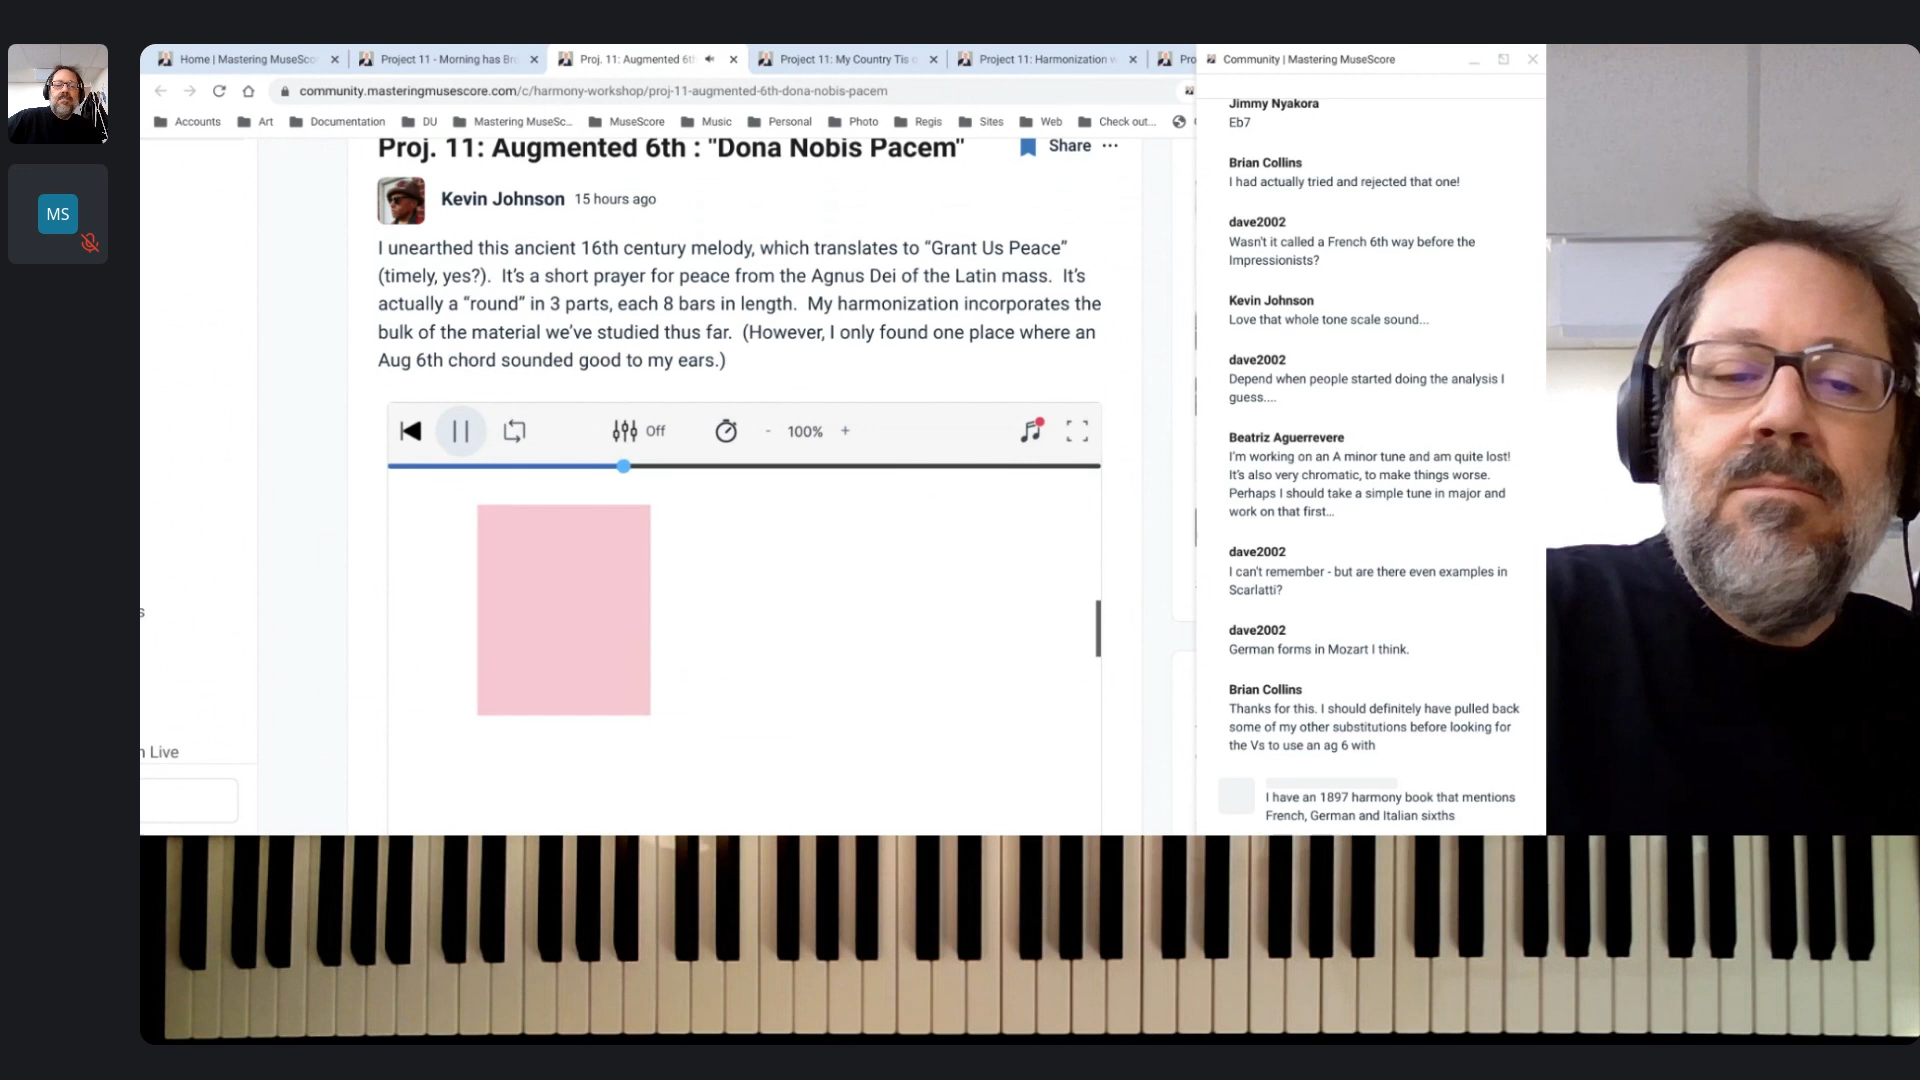 MS
Home | Mastering MuseSco
Project 11 - Morning has Br
Proj. 11: Augmented 6th
Project 11: My Country Tis
Project 11: Harmonization
Pro
community.masteringmusescore.com/c/harmony-workshop/proj-11-augmented-6th-dona-nobis-pacem
Accounts
Art
Documentation
DU
Mastering MuseSc...
MuseScore
Music
Personal
Photo
Regis
Sites
Web
Check out...
Proj. 11: Augmented 6th : "Dona Nobis Pacem"
Share
Kevin Johnson 15 hours ago
I unearthed this ancient 16th century melody, which translates to “Grant Us Peace”
(timely, yes?). It’s a short prayer for peace from the Agnus Dei of the Latin mass. It’s
actually a “round” in 3 parts, each 8 bars in length. My harmonization incorporates the
bulk of the material we’ve studied thus far. (However, I only found one place where an
Aug 6th chord sounded good to my ears.)
Off
- 100% +
s
n Live
Community | Mastering MuseScore
Jimmy Nyakora
Eb7
Brian Collins
I had actually tried and rejected that one!
dave2002
Wasn't it called a French 6th way before the
Impressionists?
Kevin Johnson
Love that whole tone scale sound...
dave2002
Depend when people started doing the analysis I
guess....
Beatriz Aguerrevere
I'm working on an A minor tune and am quite lost!
It's also very chromatic, to make things worse.
Perhaps I should take a simple tune in major and
work on that first...
dave2002
I can't remember - but are there even examples in
Scarlatti?
dave2002
German forms in Mozart I think.
Brian Collins
Thanks for this. I should definitely have pulled back
some of my other substitutions before looking for
the Vs to use an ag 6 with
I have an 1897 harmony book that mentions
French, German and Italian sixths